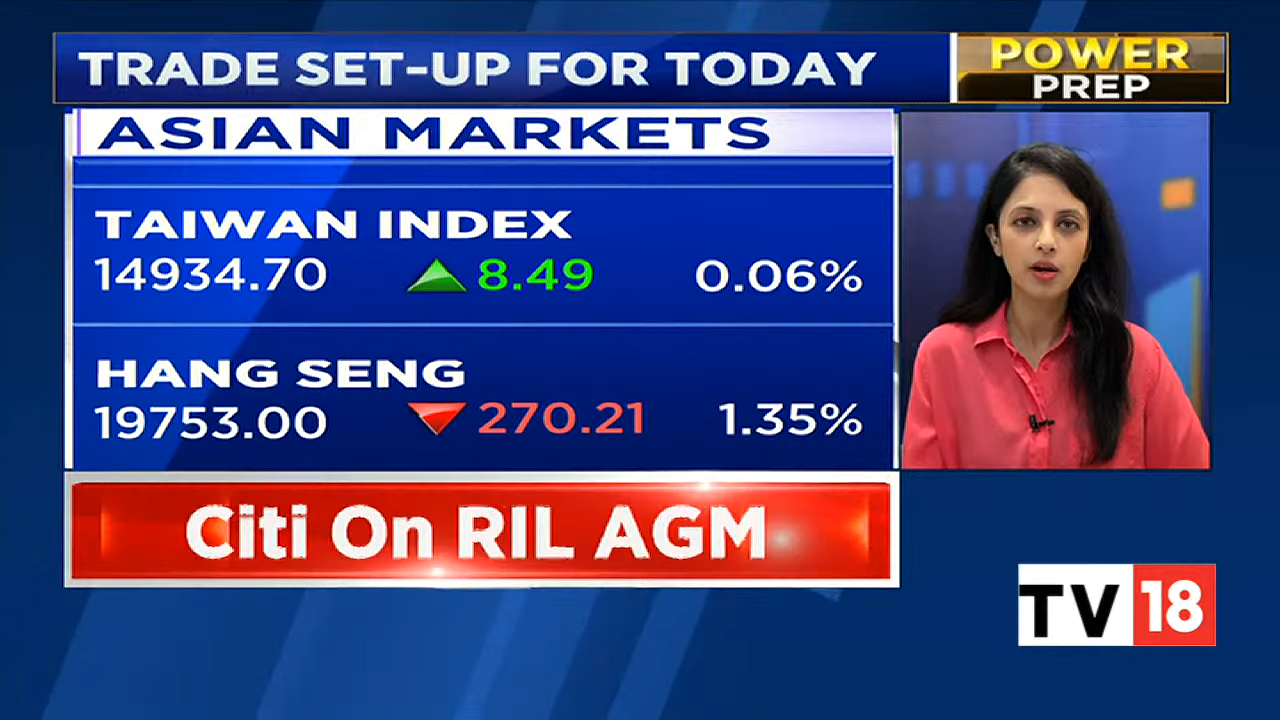 TRADE SET-UP FOR TODAY
POWER
PREP
ASIAN MARKETS
TAIWAN INDEX
14934.70 8.49 0.06%
HANG SENG
19753.00 270.21 1.35%
Citi On RIL AGM
TV18